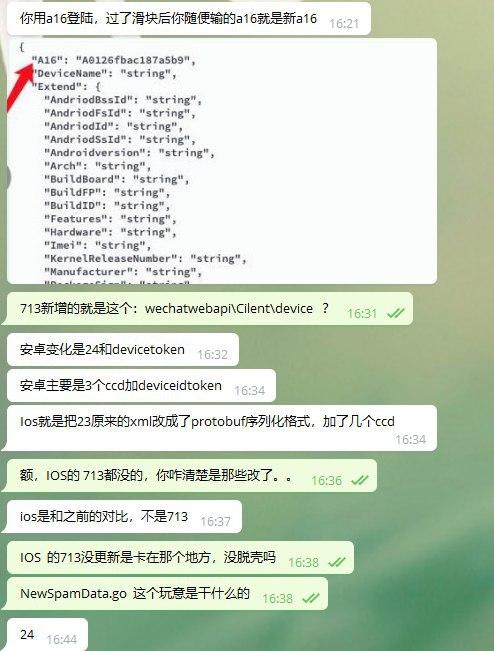 你用a16登陆，过了滑块后你随便输的a16就是新a16 16:21
{
"A16": "A0126fbac187a5b9",
"DeviceName": "string",
"Extend": {
"AndriodBssId": "string",
"AndriodFsId": "string",
"AndriodId": "string",
"AndriodSsId": "string",
"Androidversion": "string",
"Arch": "string",
"BuildBoard": "string",
"BuildFP": "string",
"BuildID": "string",
"Features": "string",
"Hardware": "string",
"Imei": "string",
"KernelReleaseNumber": "string",
"Manufacturer": "string",
713新增的就是这个：wechatwebapi\Cilent\device ？ 16:31
安卓变化是24和devicetoken 16:32
安卓主要是3个ccd加deviceidtoken 16:34
Ios就是把23原来的xml改成了protobuf序列化格式，加了几个ccd
16:34
额，IOS的 713都没的，你咋清楚是那些改了。。 16:36
ios是和之前的对比，不是713 16:37
IOS 的713没更新是卡在那个地方，没脱壳吗 16:38
NewSpamData.go 这个玩意是干什么的 16:38
24 16:44